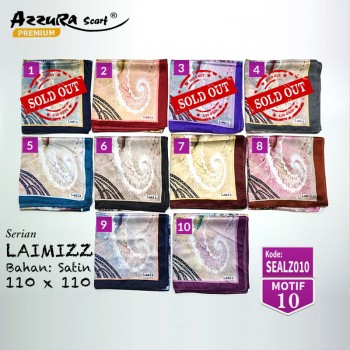 AZZURA scarf ®
PREMIUM
1
2
3
4
SOLD OUT
SOLD OUT
SOLD OUT
5
6
7
8
9
10
Serian
LAIMIZZ
Bahan: Satin
110 x 110
Kode:
SEALZ010
MOTIF
10